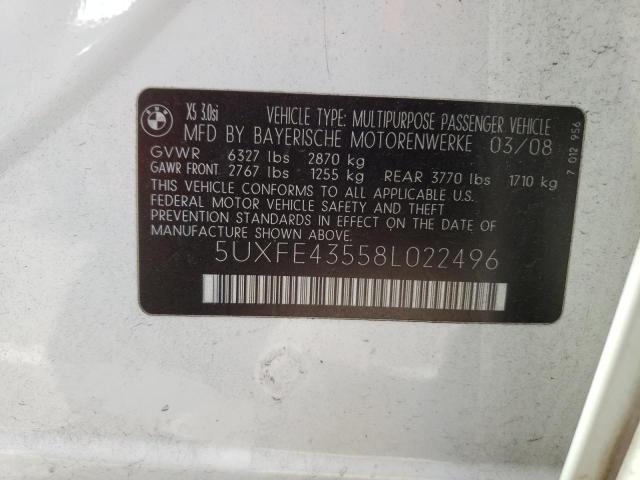 BMW
X5 3.0si
VEHICLE TYPE: MULTIPURPOSE PASSENGER VEHICLE
MFD BY BAYERISCHE MOTORENWERKE 03/08
GVWR 6327 lbs 2870 kg
GAWR FRONT 2767 lbs 1255 kg REAR 3770 lbs 1710 kg
THIS VEHICLE CONFORMS TO ALL APPLICABLE U.S.
FEDERAL MOTOR VEHICLE SAFETY AND THEFT
PREVENTION STANDARDS IN EFFECT ON THE DATE
OF MANUFACTURE.
5UXFE43558L022496
7 012 956